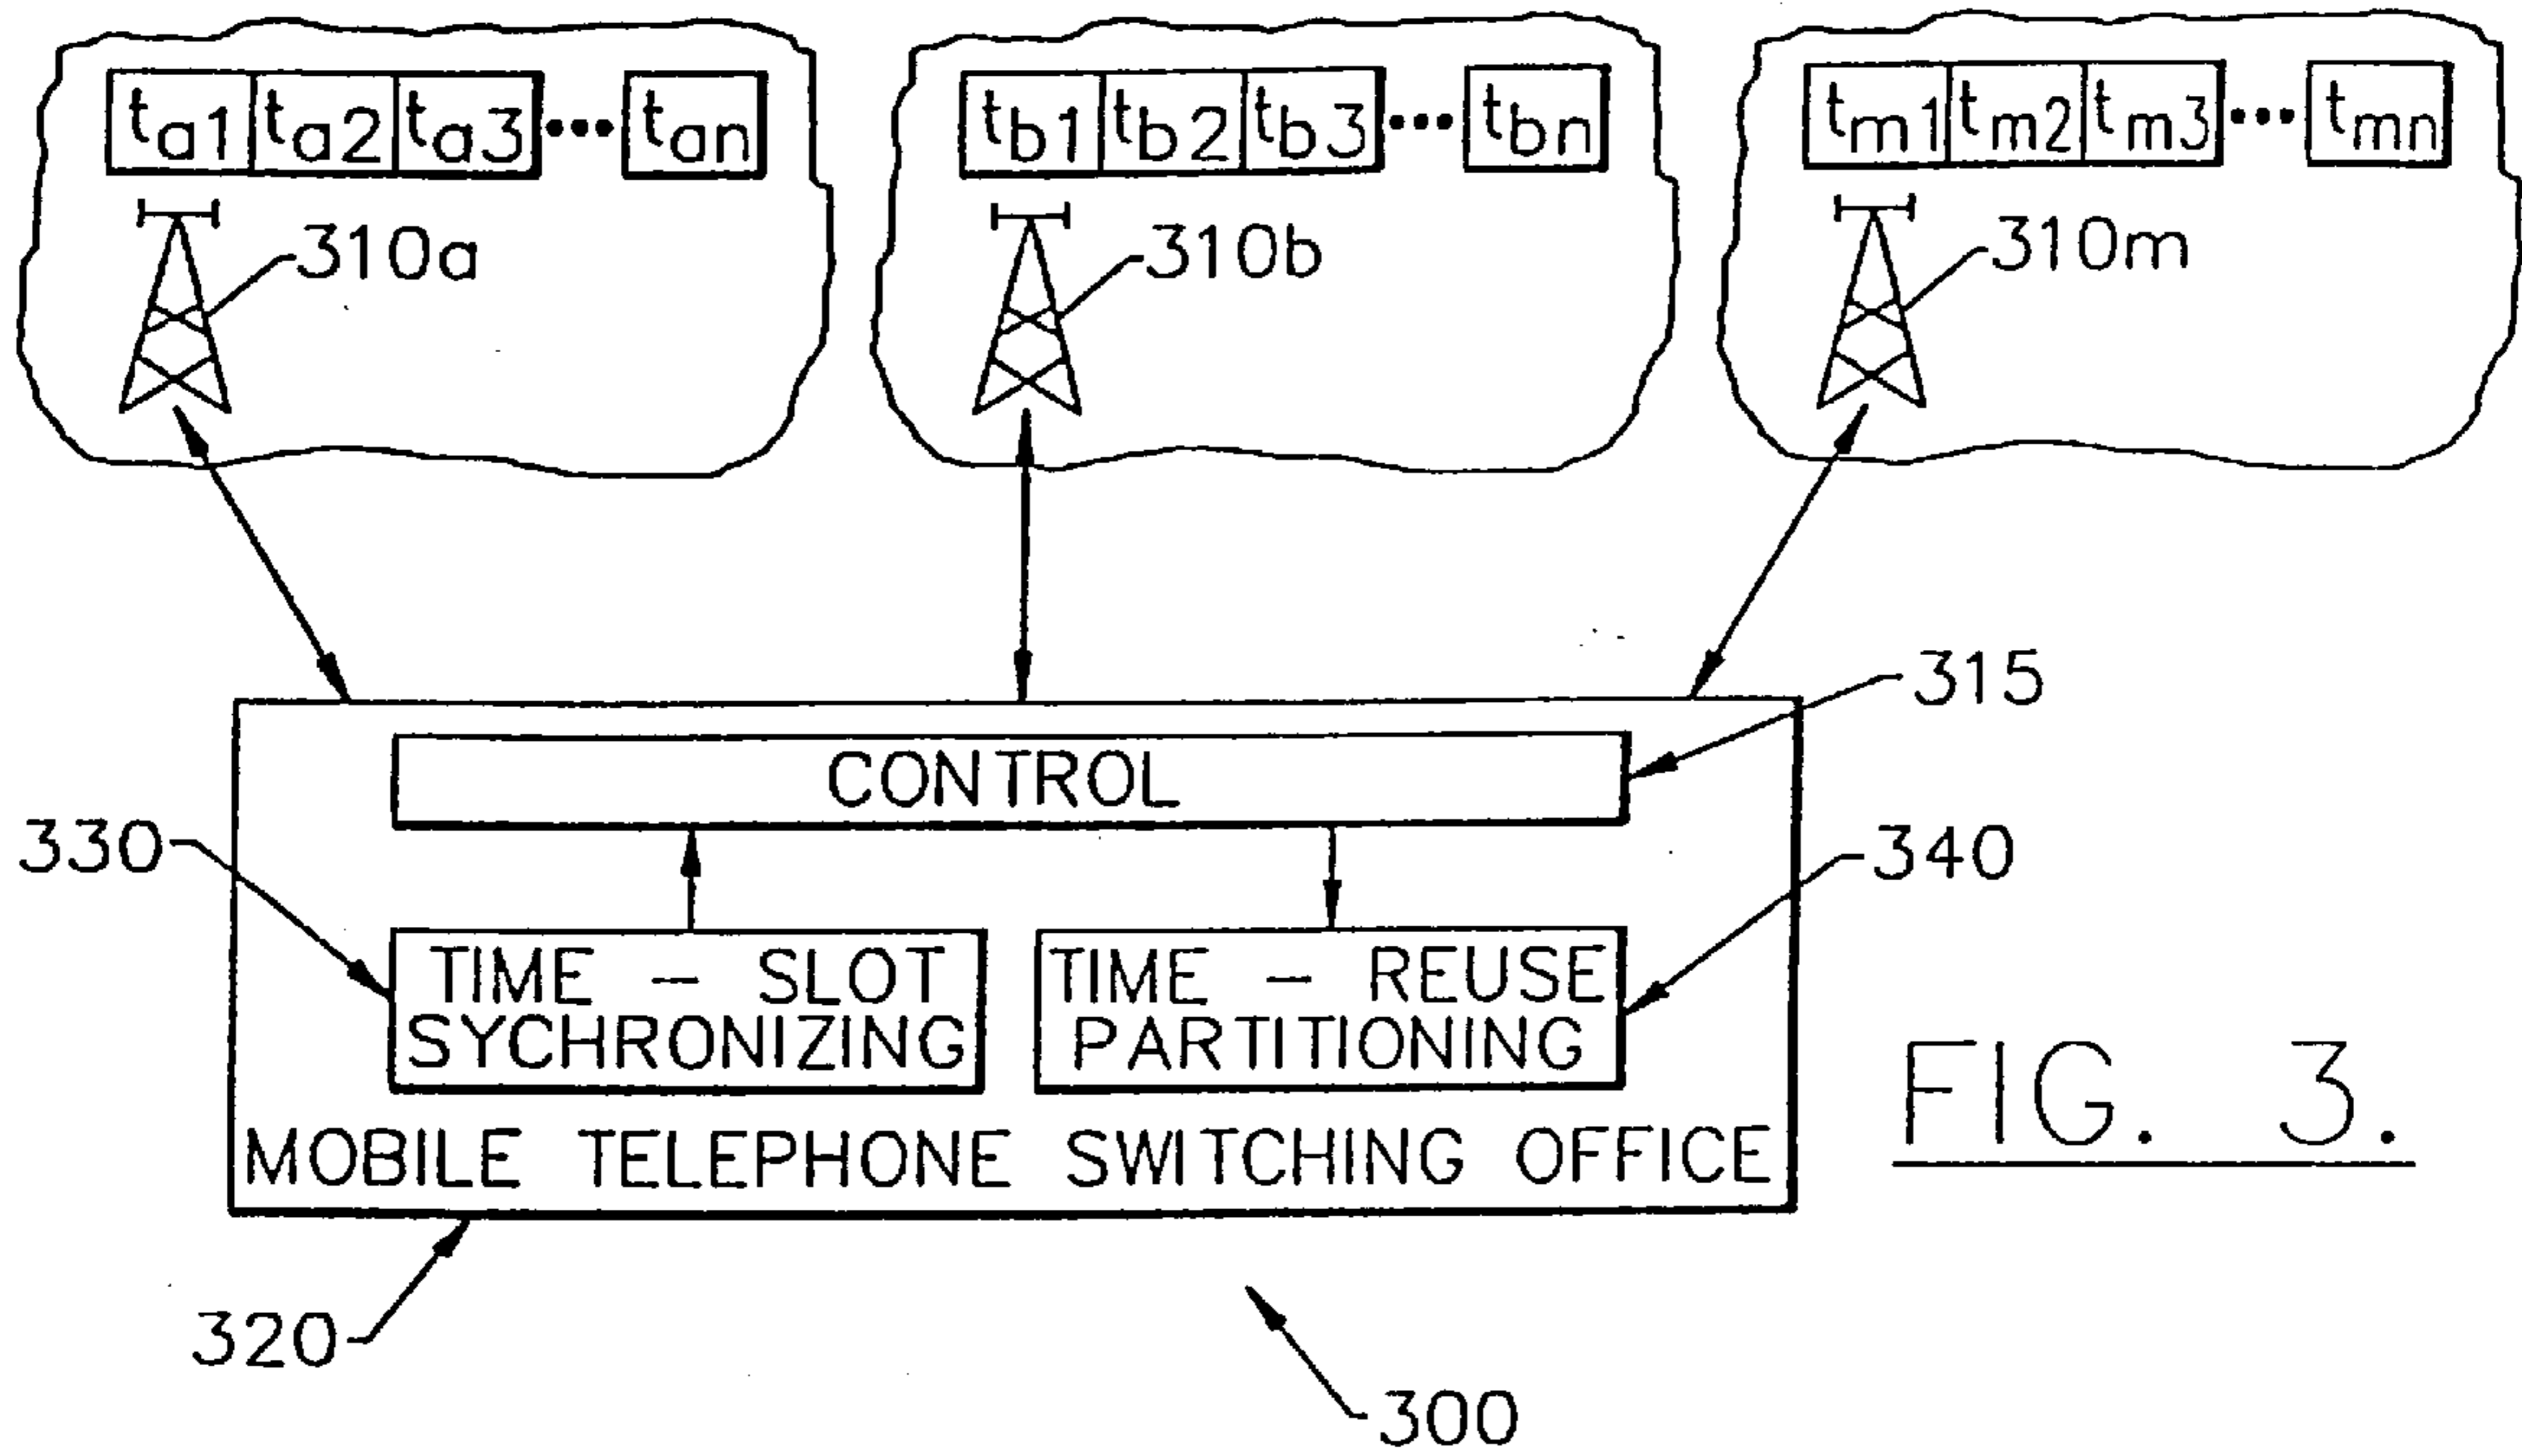 ta1 ta2 ta3 ••• tan tb1 tb2 tb3 ••• tbn tm1 tm2 tm3 ••• tmn
310a 310b 310m
315
CONTROL
330
340
TIME – SLOT
SYCHRONIZING
TIME – REUSE
PARTITIONING
MOBILE TELEPHONE SWITCHING OFFICE
FIG. 3.
320
300